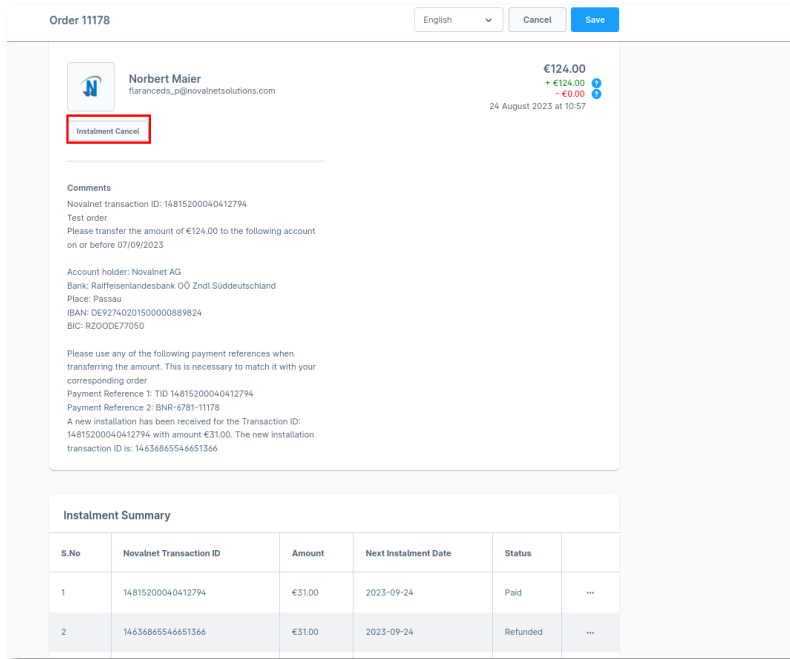 Order 11178
English
Cancel
Save
Norbert Maier
flaranceds_p@novalnetsolutions.com
€124.00
+ €124.00 ?
- €0.00 ?
24 August 2023 at 10:57
Instalment Cancel
Comments
Novalnet transaction ID: 14815200040412794
Test order
Please transfer the amount of €124.00 to the following account
on or before 07/09/2023
Account holder: Novalnet AG
Bank: Raiffeisenlandesbank OÖ Zndl Süddeutschland
Place: Passau
IBAN: DE92740201500000889824
BIC: RZOODE77050
Please use any of the following payment references when
transferring the amount. This is necessary to match it with your
corresponding order
Payment Reference 1: TID 14815200040412794
Payment Reference 2: BNR-6781-11178
A new installation has been received for the Transaction ID:
14815200040412794 with amount €31.00. The new installation
transaction ID is: 14636865546651366
Instalment Summary
S.No Novalnet Transaction ID Amount Next Instalment Date Status
1 14815200040412794 €31.00 2023-09-24 Paid ...
2 14636865546651366 €31.00 2023-09-24 Refunded ...